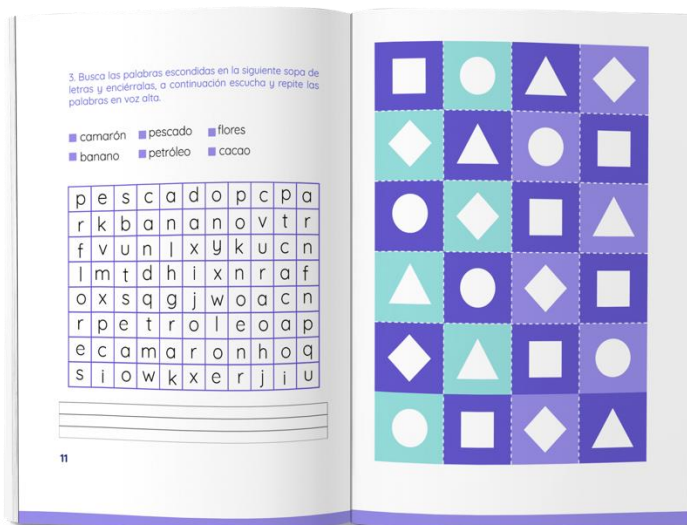 3. Busca las palabras escondidas en la siguiente sopa de
letras y enciérralas, a continuación escucha y repite las
palabras en voz alta.
camarón pescado flores
banano petróleo cacao
p e s c a d o p c p a
r k b a n a n o v t r
f v u n l x y k u c n
l m t d h i x n r a f
o x s q g j w o a c n
r p e t r o l e o a p
e c a m a r o n h o q
s i o w k x e r j i u
11